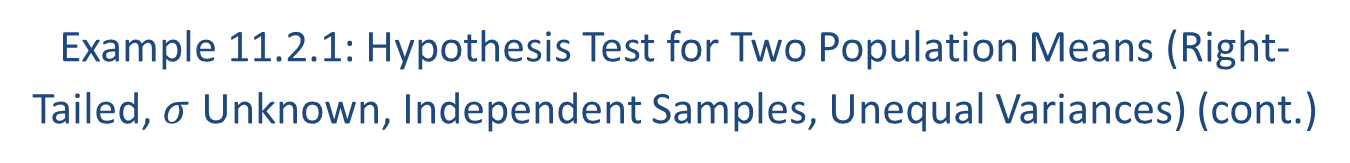 Example 11.2.1: Hypothesis Test for Two Population Means (Right-
Tailed, 𝜎 Unknown, Independent Samples, Unequal Variances) (cont.)